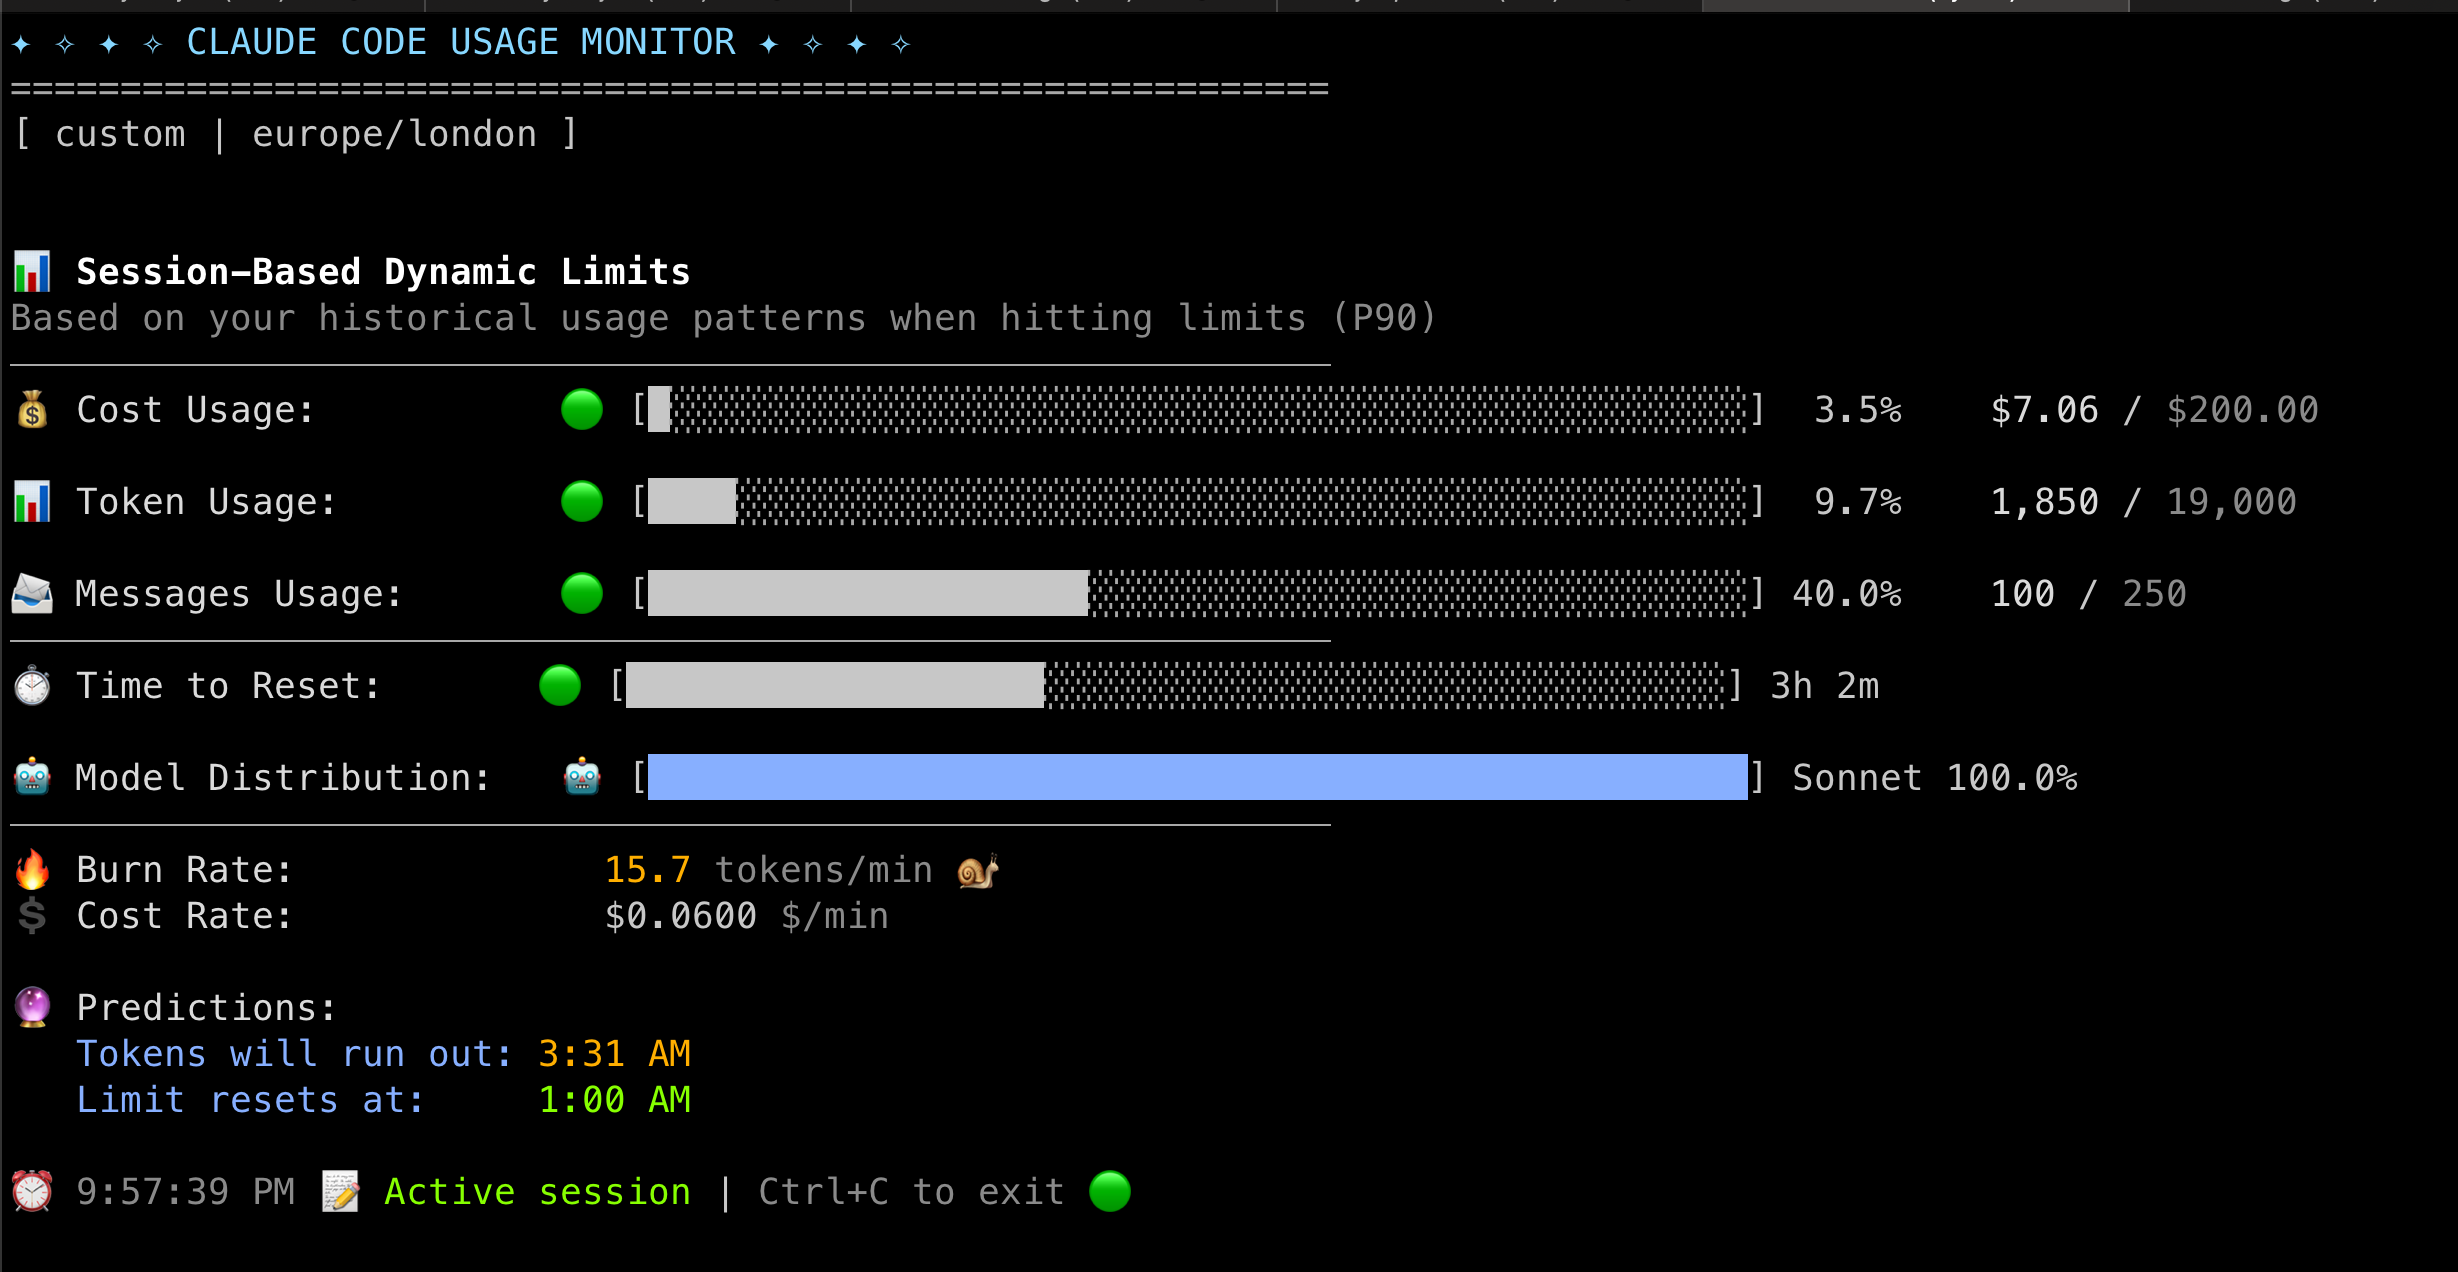 ✦ ✧ ✦ ✧ CLAUDE CODE USAGE MONITOR ✦ ✧ ✦ ✧
============================================================
[ custom | europe/london ]
📊 Session-Based Dynamic Limits
Based on your historical usage patterns when hitting limits (P90)
💰 Cost Usage: 🟢 [ ] 3.5% $7.06 / $200.00
📊 Token Usage: 🟢 [ ] 9.7% 1,850 / 19,000
📨 Messages Usage: 🟢 [ ] 40.0% 100 / 250
⏱️ Time to Reset: 🟢 [ ] 3h 2m
🤖 Model Distribution: 🤖 [ ] Sonnet 100.0%
🔥 Burn Rate: 15.7 tokens/min 🐌
💲 Cost Rate: $0.0600 $/min
🔮 Predictions:
Tokens will run out: 3:31 AM
Limit resets at: 1:00 AM
⏰ 9:57:39 PM 📝 Active session | Ctrl+C to exit 🟢